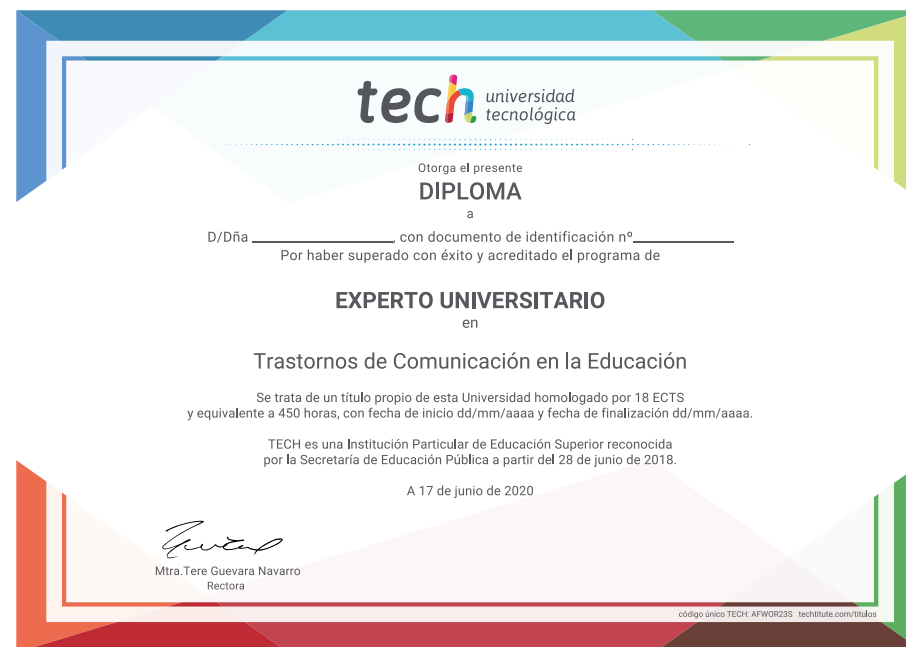 tech universidad
tecnológica
Otorga el presente
DIPLOMA
a
D/Dña ________________, con documento de identificación nº____________
Por haber superado con éxito y acreditado el programa de
EXPERTO UNIVERSITARIO
en
Trastornos de Comunicación en la Educación
Se trata de un título propio de esta Universidad homologado por 18 ECTS
y equivalente a 450 horas, con fecha de inicio dd/mm/aaaa y fecha de finalización dd/mm/aaaa.
TECH es una Institución Particular de Educación Superior reconocida
por la Secretaría de Educación Pública a partir del 28 de junio de 2018.
A 17 de junio de 2020
Mtra.Tere Guevara Navarro
Rectora
código único TECH: AFWOR23S techtitute.com/titulos